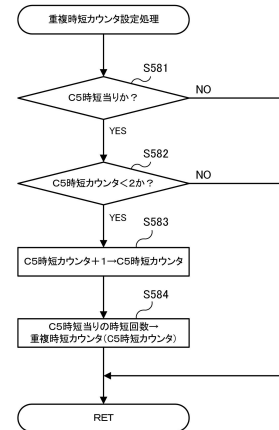 重複時短カウンタ設定処理
S581
C5時短当りか？
NO
YES
S582
C5時短カウンタ＜2か？
NO
YES
S583
C5時短カウンタ＋1→C5時短カウンタ
S584
C5時短当りの時短回数→
重複時短カウンタ(C5時短カウンタ)
RET